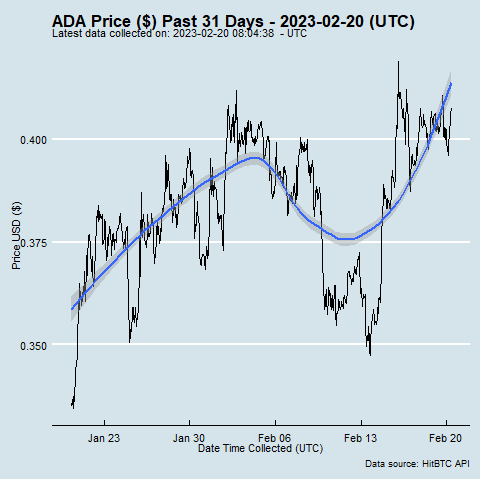 ADA Price ($) Past 31 Days - 2023-02-20 (UTC)
Latest data collected on: 2023-02-20 08:04:38  - UTC
Price USD ($)
0.400
0.375
0.350
Jan 23 Jan 30 Feb 06 Feb 13 Feb 20
Date Time Collected (UTC)
Data source: HitBTC API